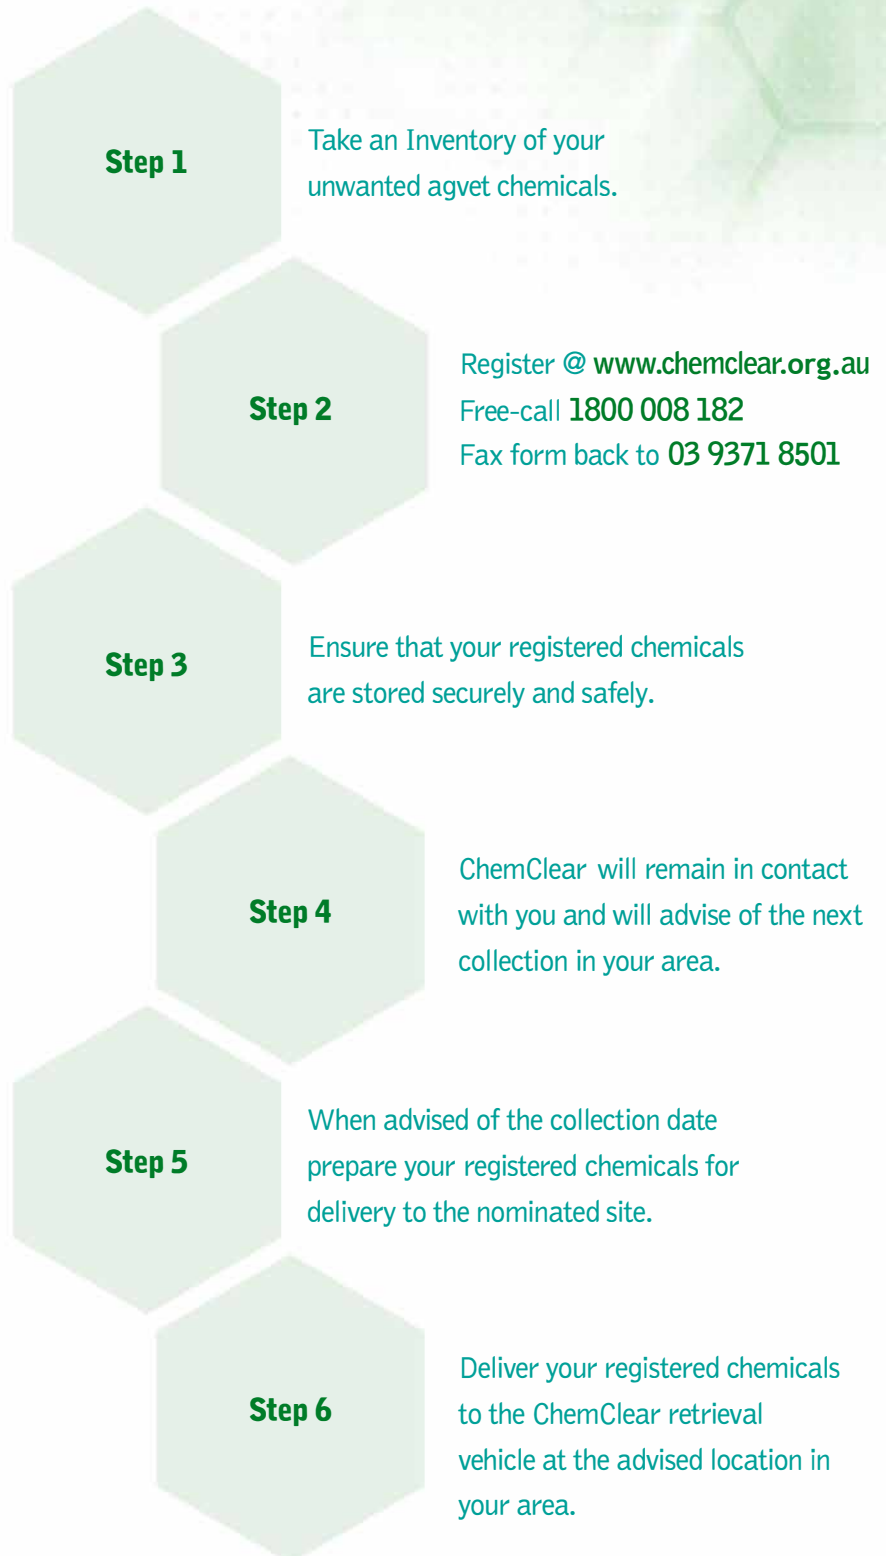 Step 1
Take an Inventory of your
unwanted agvet chemicals.
Step 2
Register @ www.chemclear.org.au
Free-call 1800 008 182
Fax form back to 03 9371 8501
Step 3
Ensure that your registered chemicals
are stored securely and safely.
Step 4
ChemClear will remain in contact
with you and will advise of the next
collection in your area.
Step 5
When advised of the collection date
prepare your registered chemicals for
delivery to the nominated site.
Step 6
Deliver your registered chemicals
to the ChemClear retrieval
vehicle at the advised location in
your area.